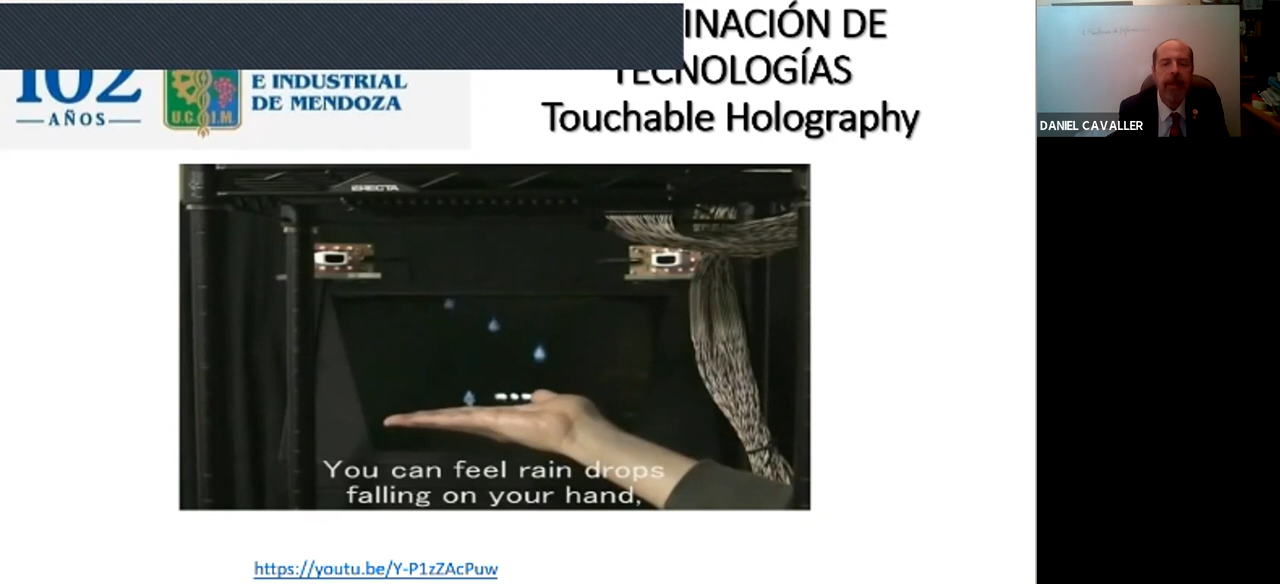 INACIÓN DE
TECNOLOGÍAS
Touchable Holography
102
AÑOS
U.C.I.M.
E INDUSTRIAL
DE MENDOZA
DANIEL CAVALLER
ERECTA
You can feel rain drops
falling on your hand,
https://youtu.be/Y-P1zZAcPuw